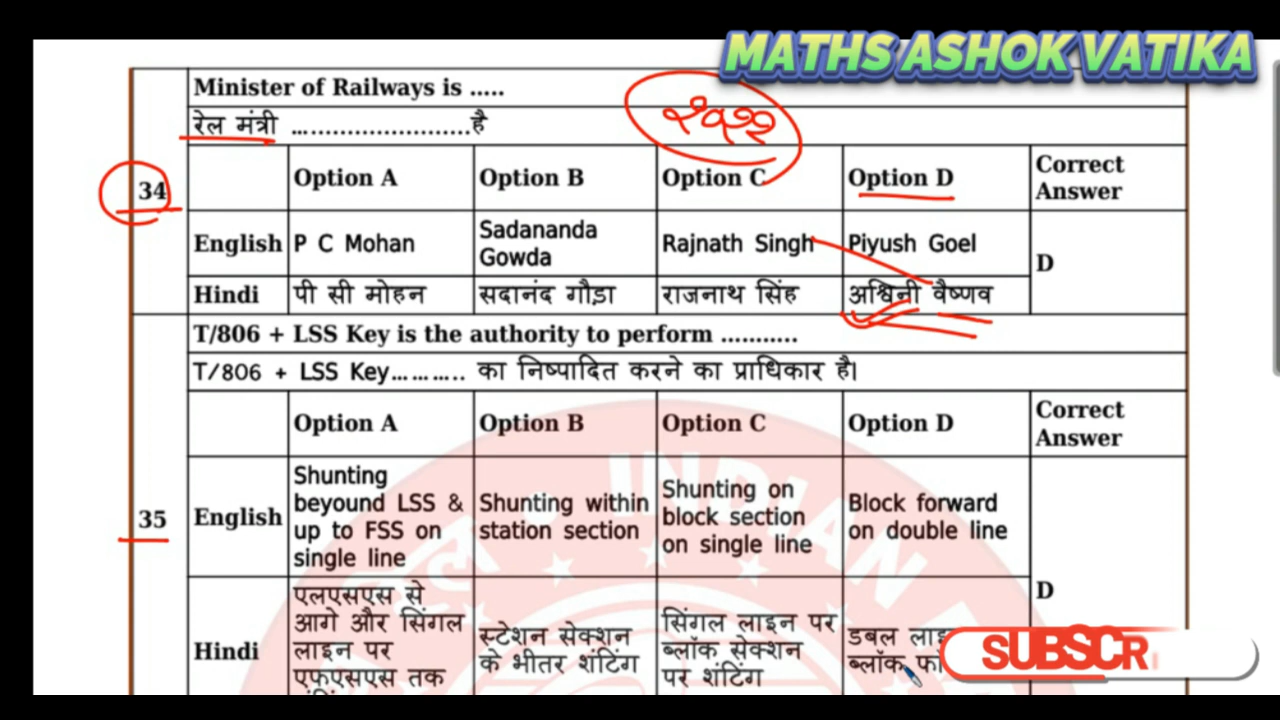 MATHS ASHOK VATIKA
Minister of Railways is .....
रेल मंत्री ...........................है
२०२२
34
Option A
Option B
Option C
Option D
Correct Answer
English
P C Mohan
Sadananda Gowda
Rajnath Singh
Piyush Goel
D
Hindi
पी सी मोहन
सदानंद गौड़ा
राजनाथ सिंह
अश्विनी वैष्णव
T/806 + LSS Key is the authority to perform ...........
T/806 + LSS Key........... का निष्पादित करने का प्राधिकार है।
Option A
Option B
Option C
Option D
Correct Answer
35
English
Shunting beyound LSS & up to FSS on single line
Shunting within station section
Shunting on block section on single line
Block forward on double line
D
Hindi
एलएसएस से आगे और सिंगल लाइन पर एफएसएस तक
स्टेशन सेक्शन के भीतर शंटिंग
सिंगल लाइन पर ब्लॉक सेक्शन पर शंटिंग
डबल लाइ
ब्लॉक फॉ
SUBSCR
INDIAN